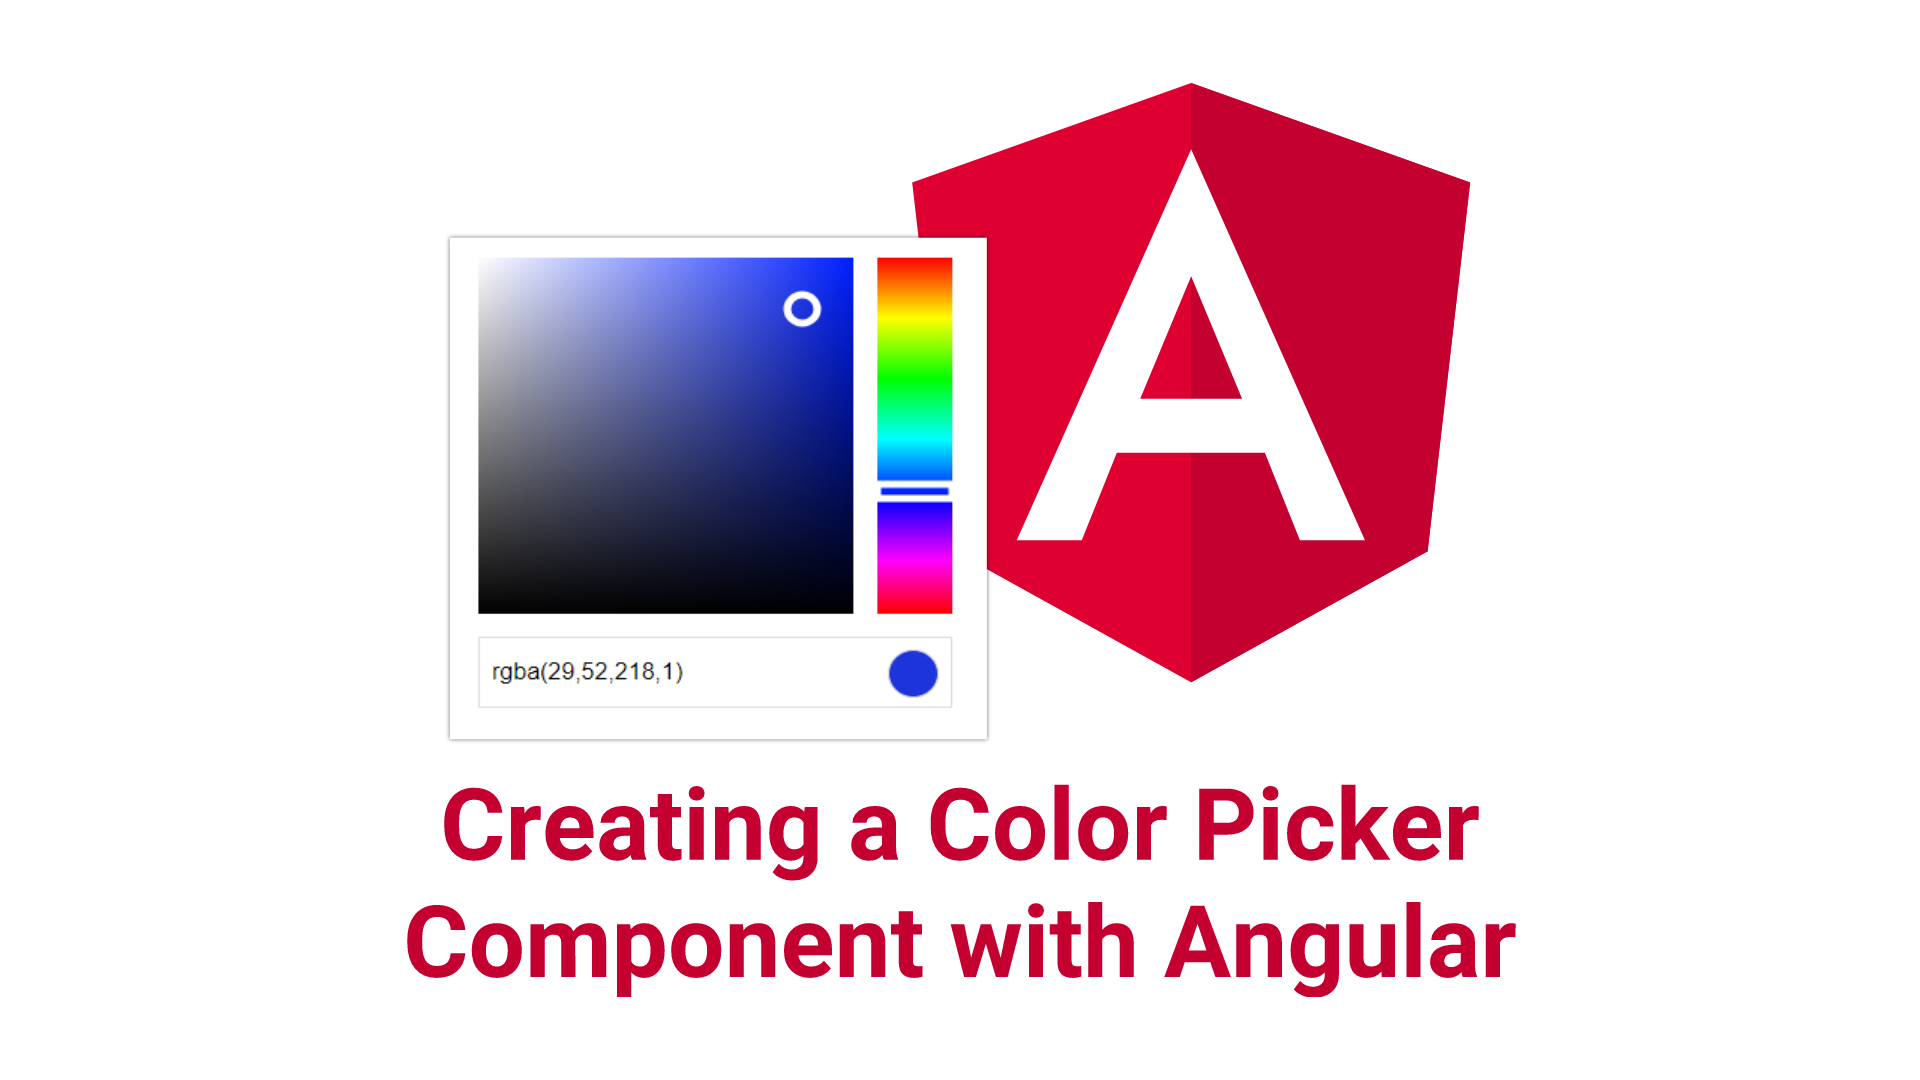 rgba(29,52,218,1)
Creating a Color Picker
Component with Angular